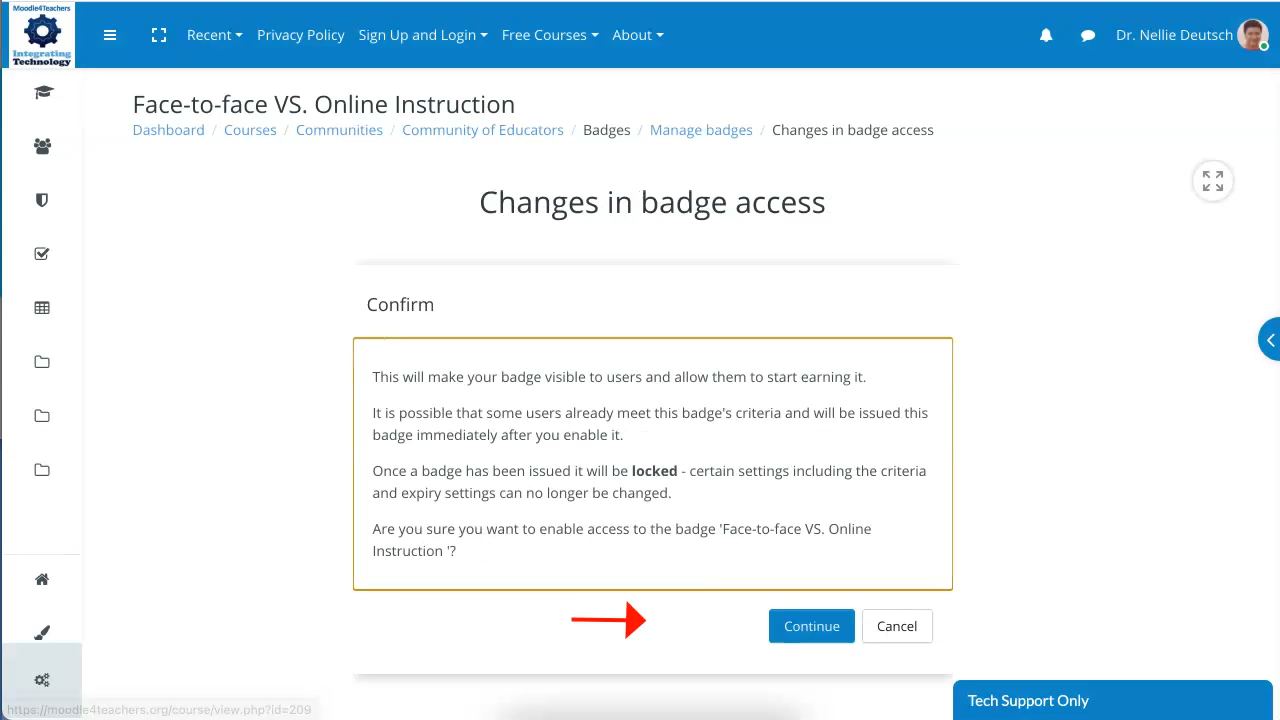 Moodle4Teachers
Integrating
Technology
Recent Privacy Policy Sign Up and Login Free Courses About Dr. Nellie Deutsch
Face-to-face VS. Online Instruction
Dashboard / Courses / Communities / Community of Educators / Badges / Manage badges / Changes in badge access
Changes in badge access
Confirm
This will make your badge visible to users and allow them to start earning it.
It is possible that some users already meet this badge's criteria and will be issued this
badge immediately after you enable it.
Once a badge has been issued it will be locked - certain settings including the criteria
and expiry settings can no longer be changed.
Are you sure you want to enable access to the badge 'Face-to-face VS. Online
Instruction '?
Continue Cancel
Tech Support Only
https://moodle4teachers.org/course/view.php?id=209